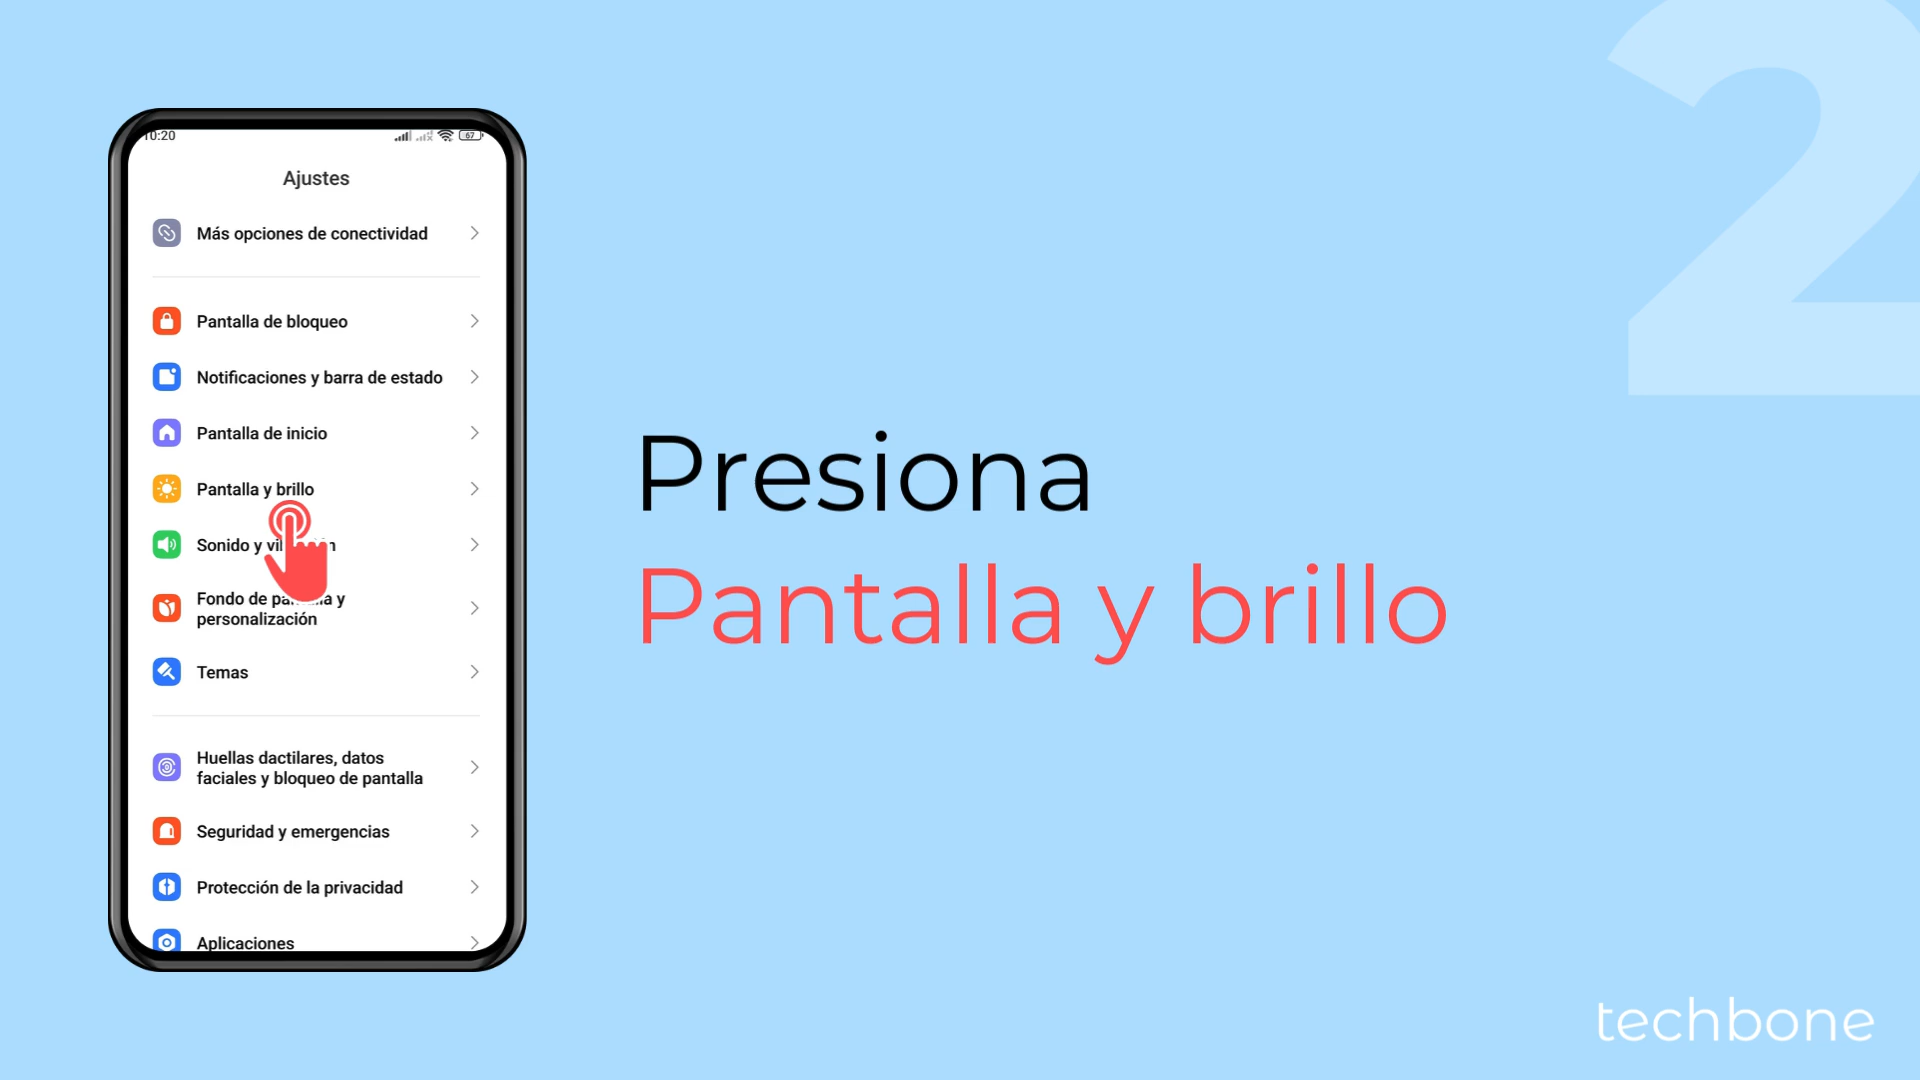 2
10:20
67
Ajustes
Más opciones de conectividad
Pantalla de bloqueo
Notificaciones y barra de estado
Pantalla de inicio
Pantalla y brillo
Sonido y
Fondo de y
personalización
Temas
Huellas dactilares, datos
faciales y bloqueo de pantalla
Seguridad y emergencias
Protección de la privacidad
Aplicaciones
Presiona
Pantalla y brillo
techbone